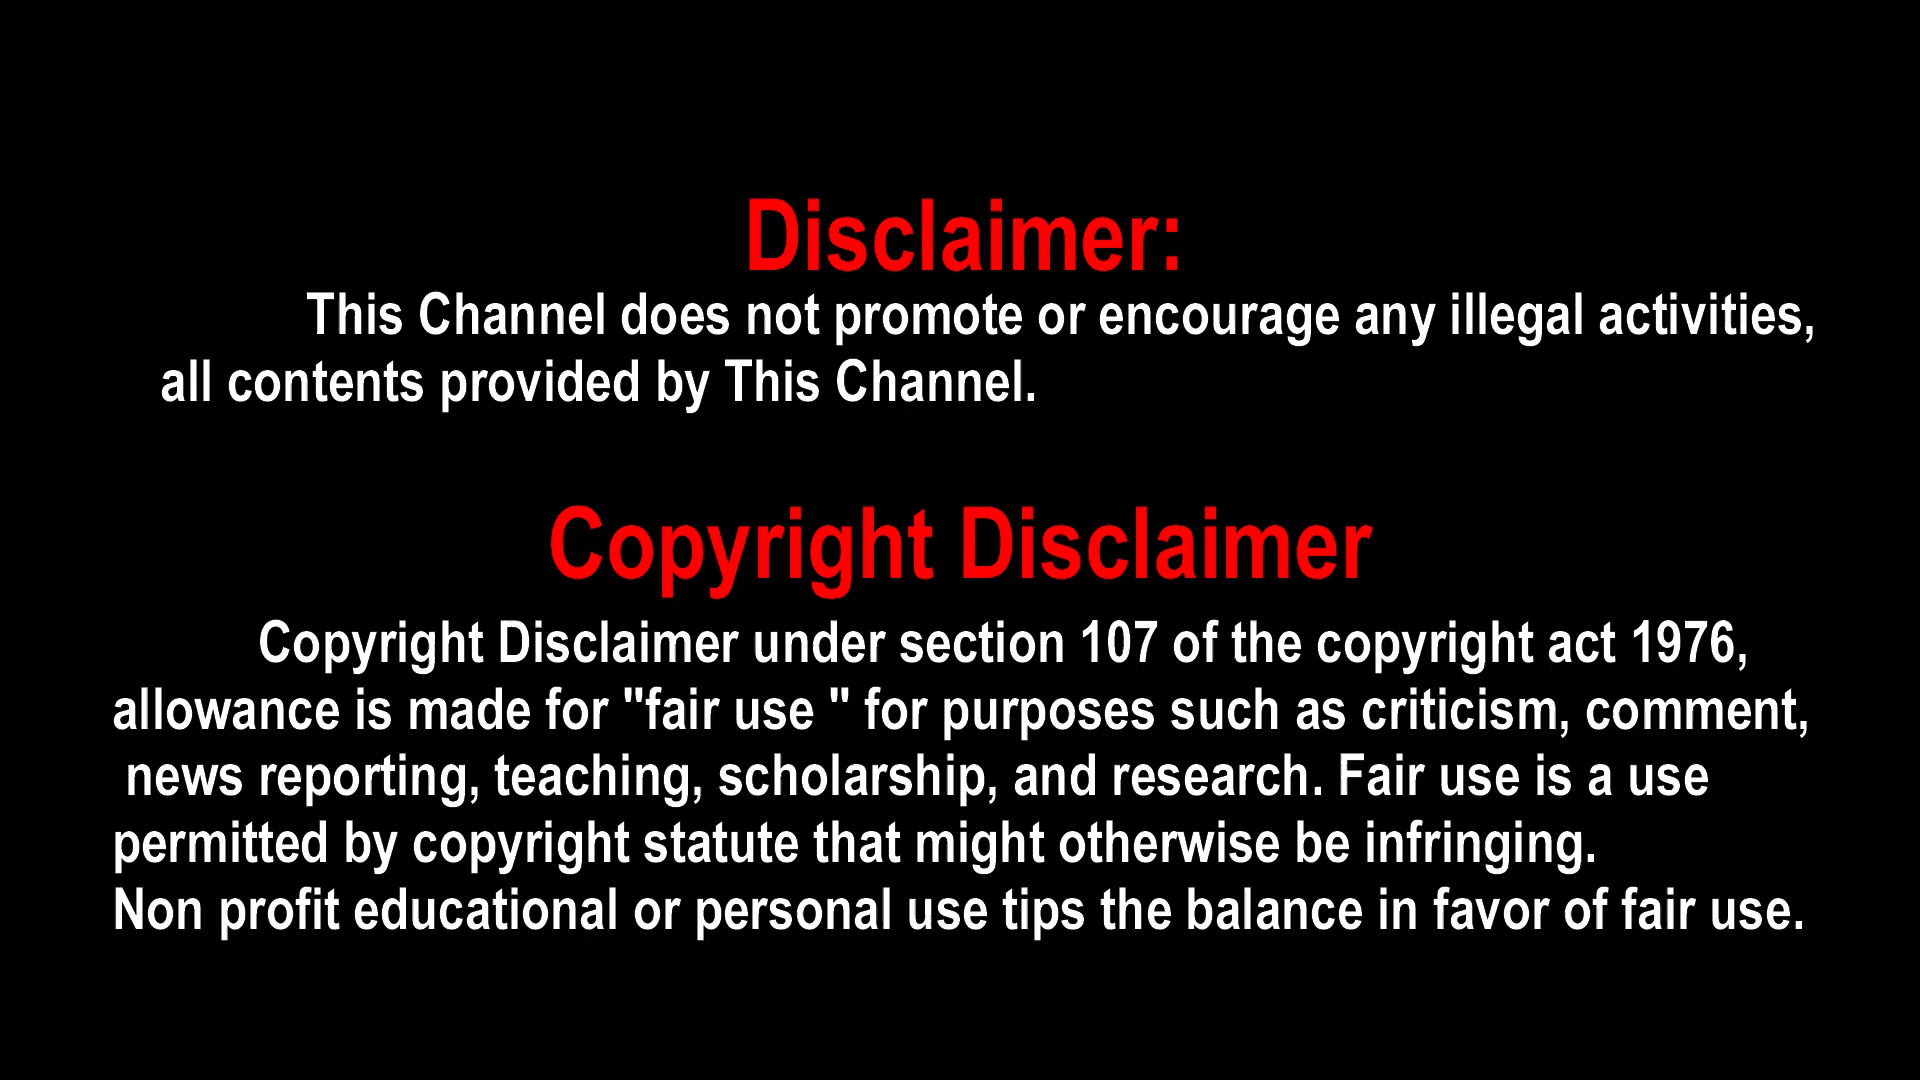 Disclaimer:
This Channel does not promote or encourage any illegal activities,
all contents provided by This Channel.
Copyright Disclaimer
Copyright Disclaimer under section 107 of the copyright act 1976,
allowance is made for "fair use " for purposes such as criticism, comment,
news reporting, teaching, scholarship, and research. Fair use is a use
permitted by copyright statute that might otherwise be infringing.
Non profit educational or personal use tips the balance in favor of fair use.